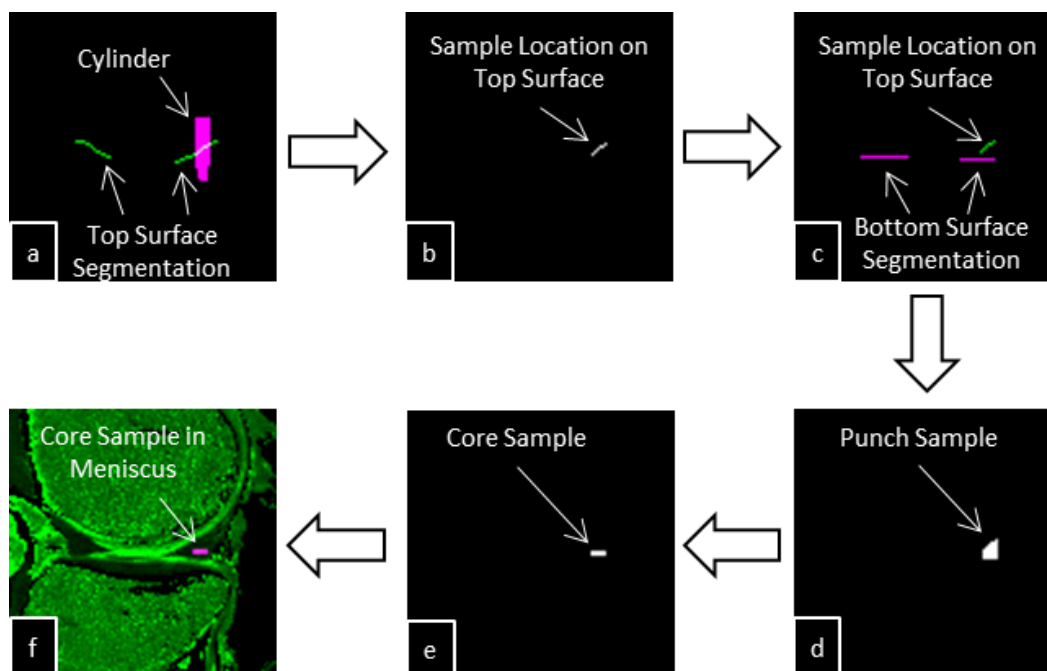 Cylinder
Top Surface
Segmentation
a
Sample Location on
Top Surface
b
Sample Location on
Top Surface
Bottom Surface
Segmentation
c
Core Sample in
Meniscus
f
Core Sample
e
Punch Sample
d